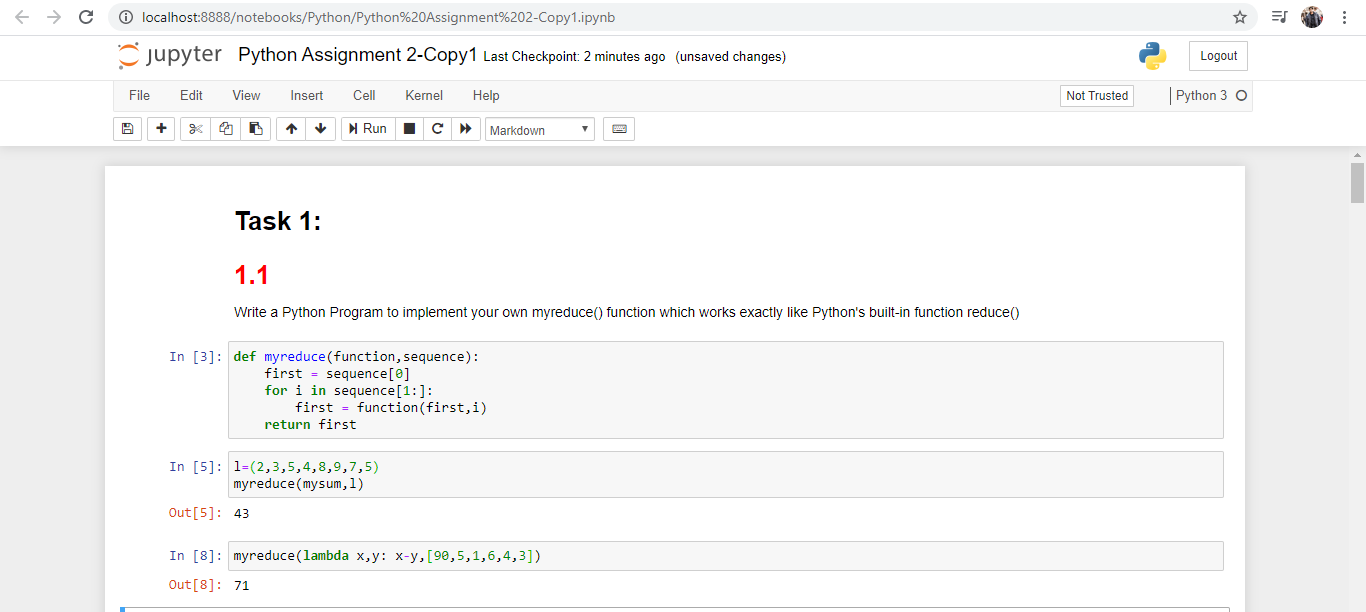 localhost:8888/notebooks/Python/Python%20Assignment%202-Copy1.ipynb
jupyter Python Assignment 2-Copy1 Last Checkpoint: 2 minutes ago (unsaved changes) Logout
File Edit View Insert Cell Kernel Help Not Trusted Python 3
Run Markdown
Task 1:
1.1
Write a Python Program to implement your own myreduce() function which works exactly like Python's built-in function reduce()
In [3]: def myreduce(function,sequence):
first = sequence[0]
for i in sequence[1:]:
first = function(first,i)
return first
In [5]: l=(2,3,5,4,8,9,7,5)
myreduce(mysum,l)
Out[5]: 43
In [8]: myreduce(lambda x,y: x-y,[90,5,1,6,4,3])
Out[8]: 71